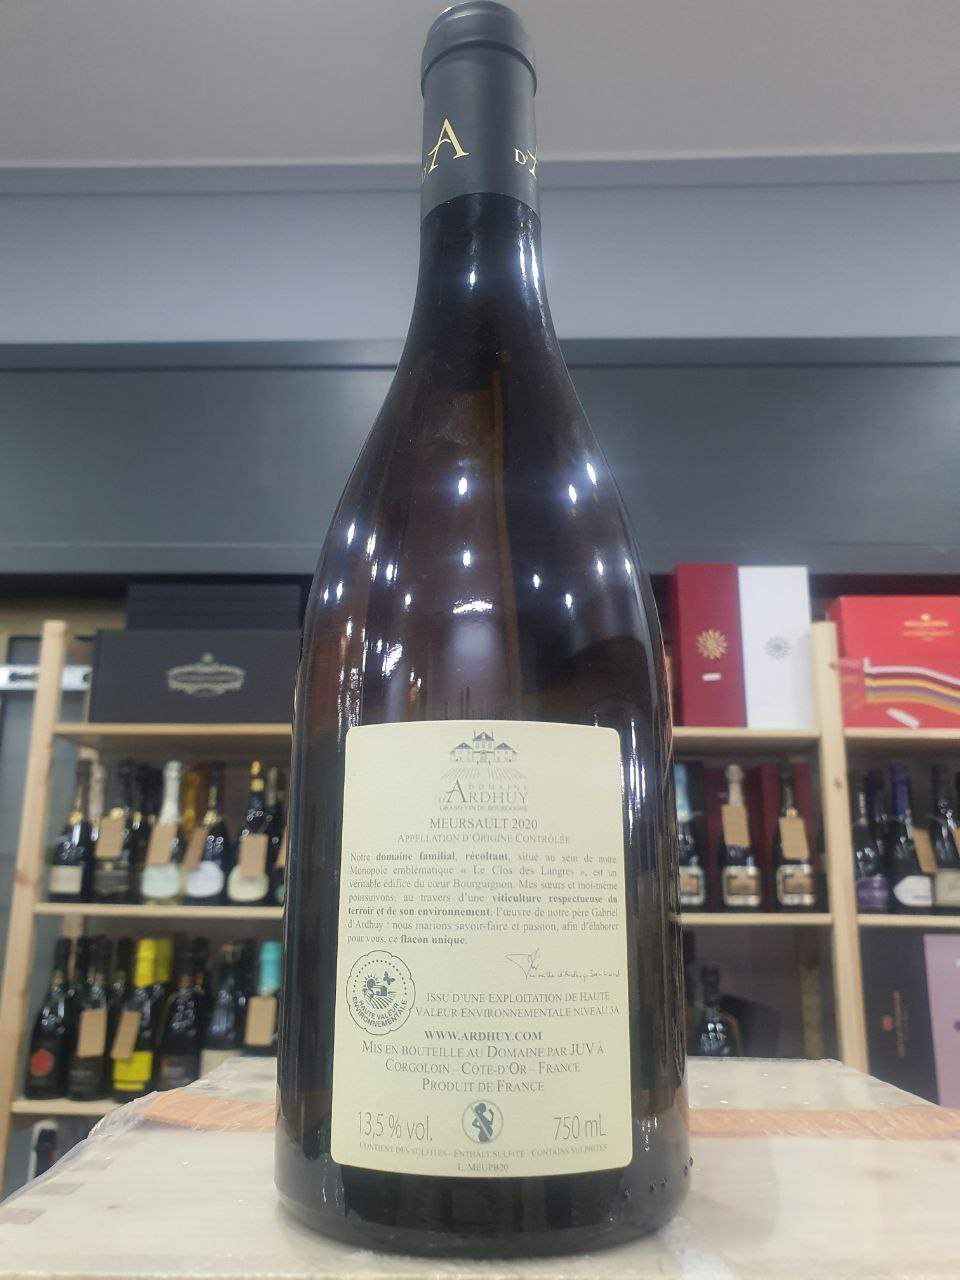 A
D'A
DOMAINE
D'ARDHUY
GRAND VIN DE BOURGOGNE
MEURSAULT 2020
APPELLATION D'ORIGINE CONTRÔLÉE
Notre domaine familial, récoltant, situé au sein de notre
Monopole emblématique « Le Clos des Langres », est un
véritable édifice du cœur Bourguignon. Mes sœurs et moi-même
poursuivons, au travers d'une viticulture respectueuse du
terroir et de son environnement, l'œuvre de notre père Gabriel
d'Ardhuy : nous marions savoir-faire et passion, afin d'élaborer
pour vous, ce flacon unique.
HAUTE VALEUR
ENVIRONNEMENTALE
ISSU D'UNE EXPLOITATION DE HAUTE
VALEUR ENVIRONNEMENTALE NIVEAU 3A
WWW.ARDHUY.COM
MIS EN BOUTEILLE AU DOMAINE PAR JUV À
CORGOLOIN – CÔTE-D'OR – FRANCE
PRODUIT DE FRANCE
13,5 % vol.
750 mL
CONTIENT DES SULFITES - ENTHÄLT SULFITE - CONTAINS SULPHITES
L. MEUPB20